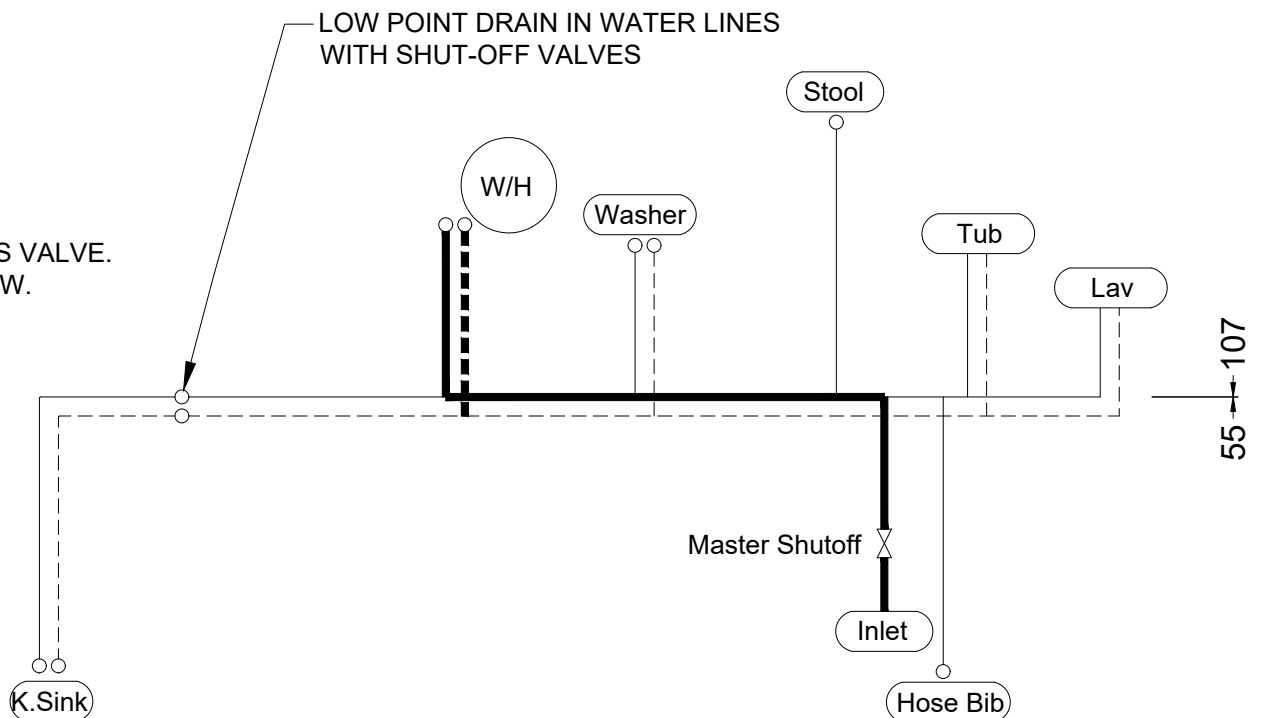 LOW POINT DRAIN IN WATER LINES
WITH SHUT-OFF VALVES
Stool
W/H
Washer
Tub
S VALVE.
W.
Lav
107
55
Master Shutoff
Inlet
K.Sink
Hose Bib